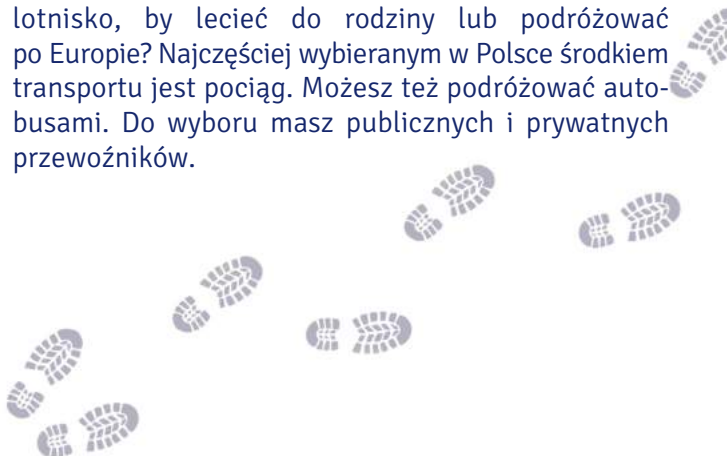 lotnisko, by lecieć do rodziny lub podróżować
po Europie? Najczęściej wybieranym w Polsce środkiem
transportu jest pociąg. Możesz też podróżować auto-
busami. Do wyboru masz publicznych i prywatnych
przewoźników.